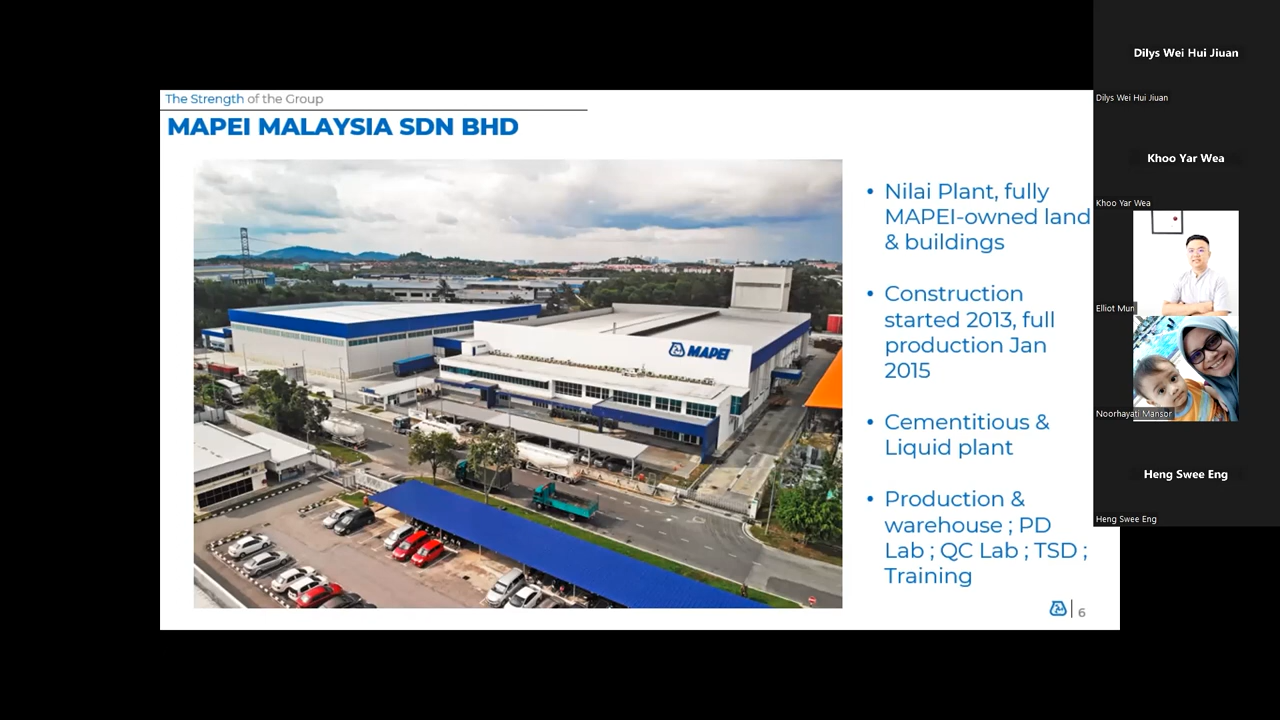 The Strength of the Group
MAPEI MALAYSIA SDN BHD
MAPEI
• Nilai Plant, fully
MAPEI-owned land
& buildings
• Construction
started 2013, full
production Jan
2015
• Cementitious &
Liquid plant
• Production &
warehouse ; PD
Lab ; QC Lab ; TSD ;
Training
6
Dilys Wei Hui Jiuan
Dilys Wei Hui Jiuan
Khoo Yar Wea
Khoo Yar Wea
Elliot Mun
Noorhayati Mansor
Heng Swee Eng
Heng Swee Eng